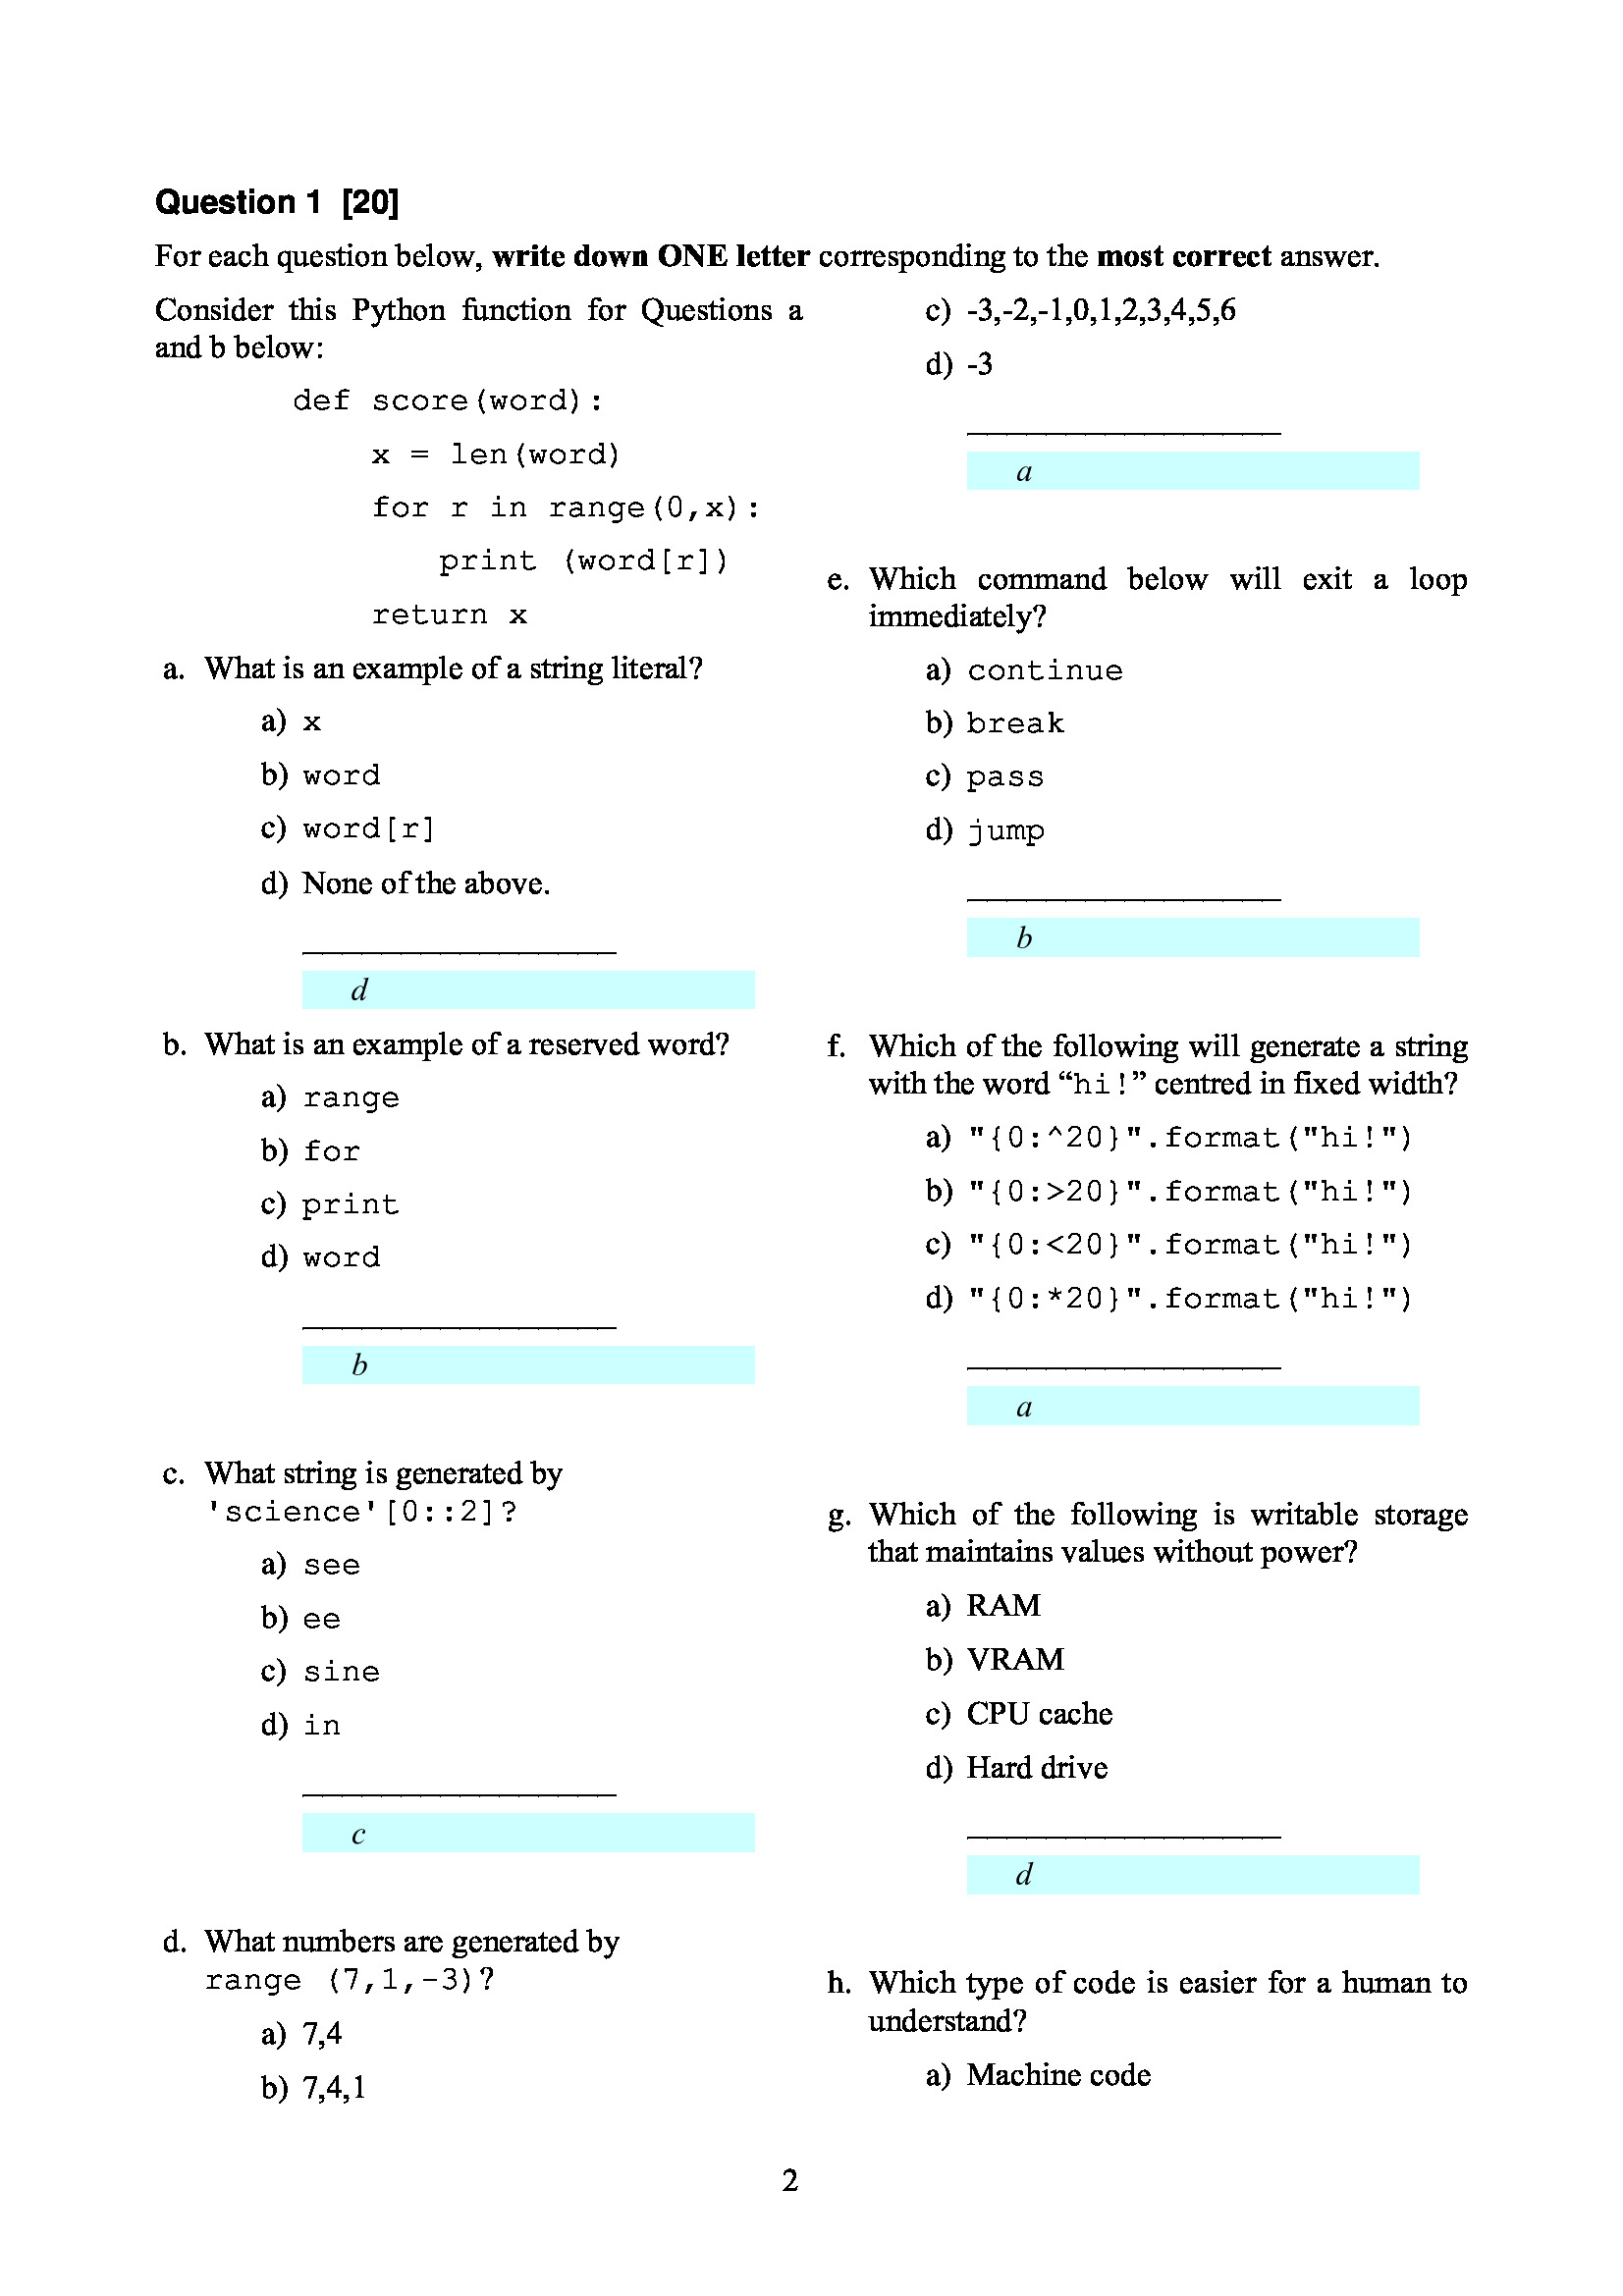 Question 1 [20]
For each question below, write down ONE letter corresponding to the most correct answer.
Consider this Python function for Questions a
and b below:
def score(word):
x = len(word)
for r in range(0,x):
print (word[r])
return x
a. What is an example of a string literal?
a) x
b) word
c) word[r]
d) None of the above.
d
b. What is an example of a reserved word?
a) range
b) for
c) print
d) word
b
c. What string is generated by
'science'[0::2]?
a) see
b) ee
c) sine
d) in
c
d. What numbers are generated by
range (7,1,-3)?
a) 7,4
b) 7,4,1
c) -3,-2,-1,0,1,2,3,4,5,6
d) -3
a
e. Which command below will exit a loop
immediately?
a) continue
b) break
c) pass
d) jump
b
f. Which of the following will generate a string
with the word “hi!” centred in fixed width?
a) "{0:^20}".format("hi!")
b) "{0:>20}".format("hi!")
c) "{0:<20}".format("hi!")
d) "{0:*20}".format("hi!")
a
g. Which of the following is writable storage
that maintains values without power?
a) RAM
b) VRAM
c) CPU cache
d) Hard drive
d
h. Which type of code is easier for a human to
understand?
a) Machine code
2